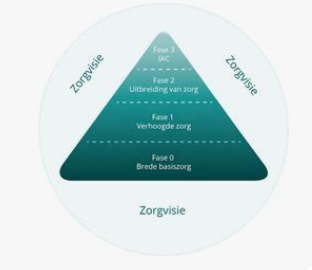 Zorgvisie
Zorgvisie
Fase 3
IAC
Fase 2
Uitbreiding van zorg
Fase 1
Verhoogde zorg
Fase 0
Brede basiszorg
Zorgvisie